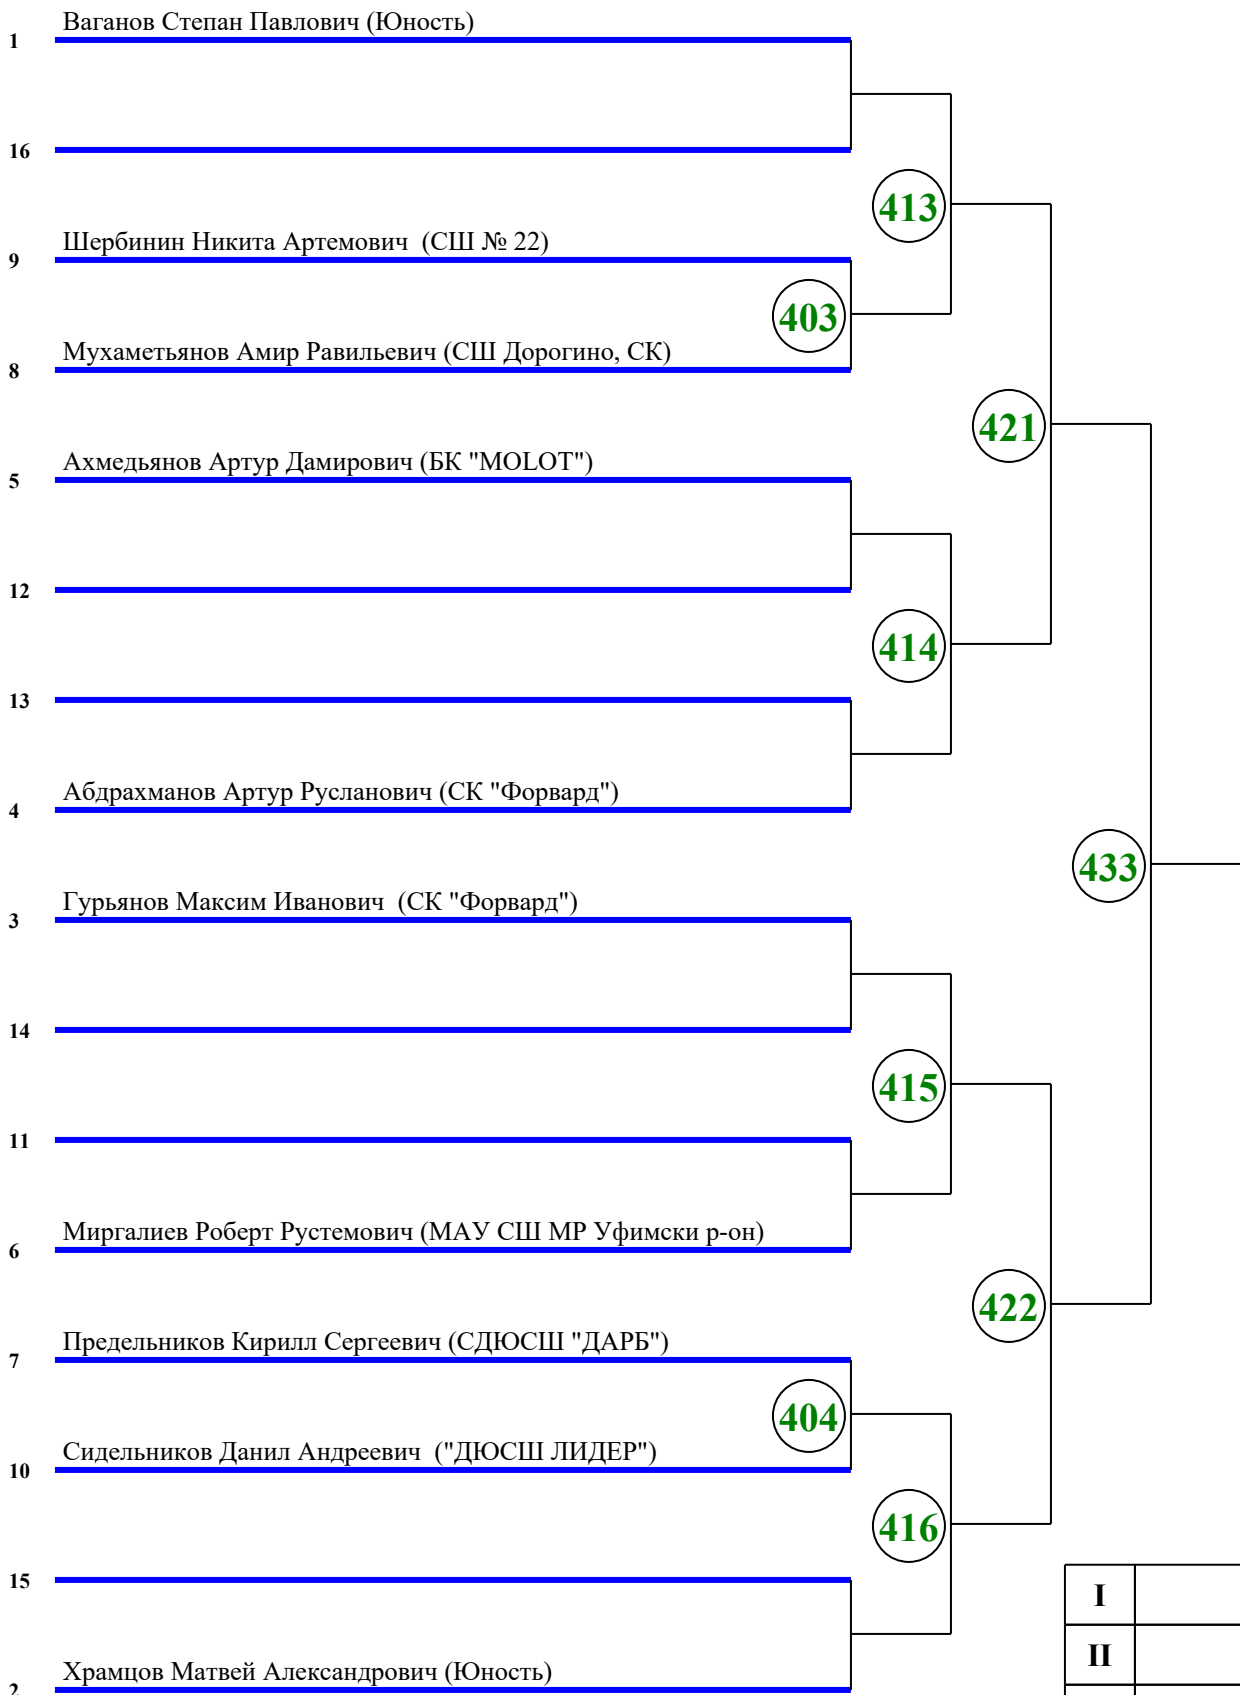 Ваганов Степан Павлович (Юность)
1
16
413
Шербинин Никита Артемович (СШ № 22)
9
403
Мухаметьянов Амир Равильевич (СШ Дорогино, СК)
8
421
Ахмедьянов Артур Дамирович (БК "MOLOT")
5
12
414
13
Абдрахманов Артур Русланович (СК "Форвард")
4
433
Гурьянов Максим Иванович (СК "Форвард")
3
14
415
11
Миргалиев Роберт Рустемович (МАУ СШ МР Уфимски р-он)
6
422
Предельников Кирилл Сергеевич (СДЮСШ "ДАРБ")
7
404
Сидельников Данил Андреевич ("ДЮСШ ЛИДЕР")
10
416
15
I
II
Храмцов Матвей Александрович (Юность)
2